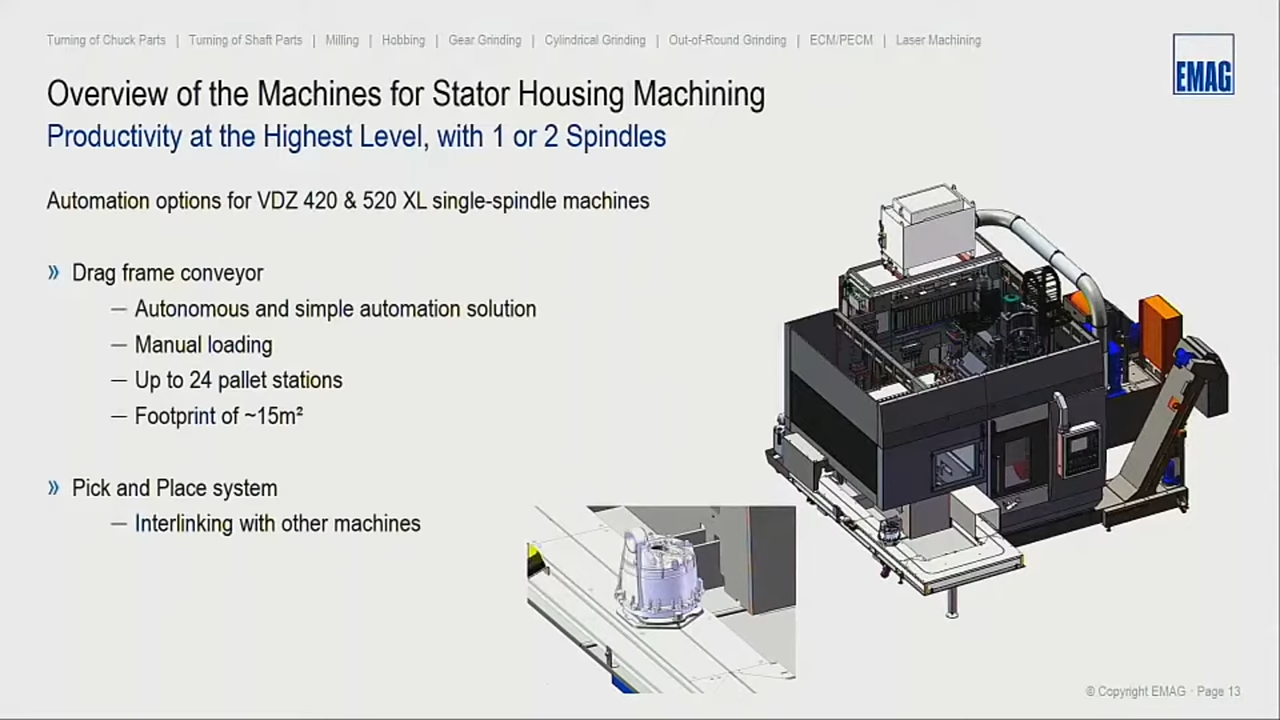 Turning of Chuck Parts | Turning of Shaft Parts | Milling | Hobbing | Gear Grinding | Cylindrical Grinding | Out-of-Round Grinding | ECM/PECM | Laser Machining
EMAG
Overview of the Machines for Stator Housing Machining
Productivity at the Highest Level, with 1 or 2 Spindles
Automation options for VDZ 420 & 520 XL single-spindle machines
» Drag frame conveyor
— Autonomous and simple automation solution
— Manual loading
— Up to 24 pallet stations
— Footprint of ~15m²
» Pick and Place system
— Interlinking with other machines
© Copyright EMAG · Page 13